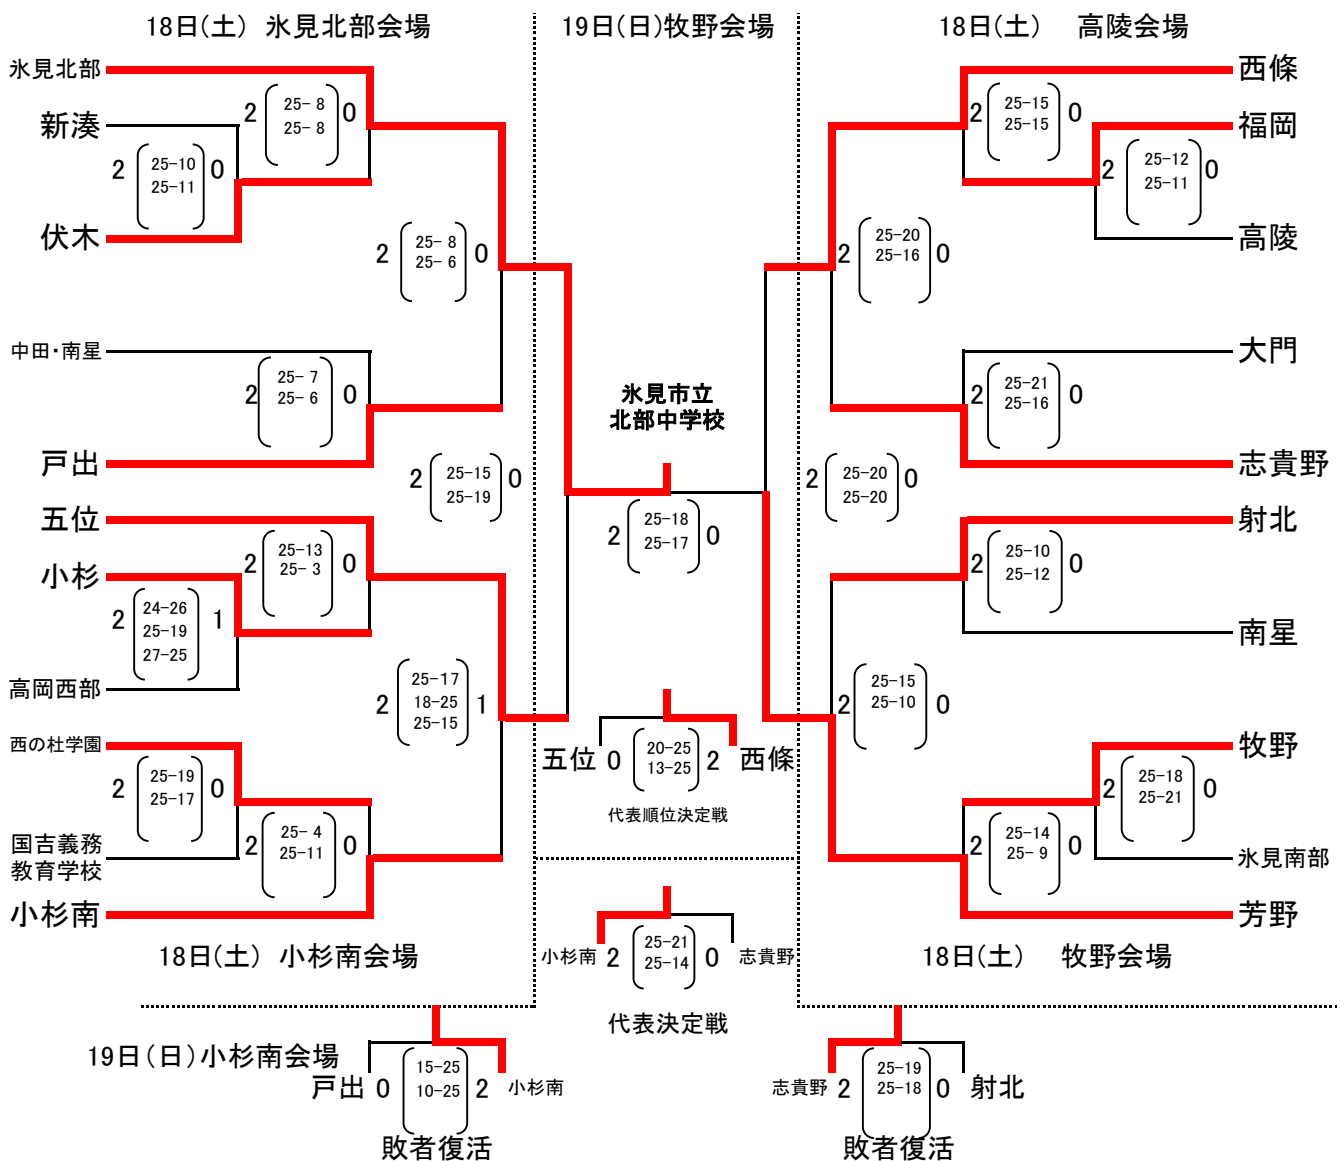 18日(土) 氷見北部会場
19日(日)牧野会場
18日(土) 高陵会場
氷見北部
新湊
伏木
中田・南星
戸出
五位
小杉
高岡西部
西の杜学園
国吉義務
教育学校
小杉南
2 25- 8 0
25- 8
2 25-10 0
25-11
2 25- 8 0
25- 6
2 25- 7 0
25- 6
2 25-15 0
25-19
2 25-13 0
25- 3
2 24-26 1
25-19
27-25
2 25-17 1
18-25
25-15
2 25-19 0
25-17
2 25- 4 0
25-11
18日(土) 小杉南会場
氷見市立
北部中学校
2 25-18 0
25-17
五位 0 20-25 2 西條
13-25
代表順位決定戦
小杉南 2 25-21 0 志貴野
25-14
代表決定戦
西條
福岡
高陵
大門
志貴野
射北
南星
牧野
氷見南部
芳野
2 25-15 0
25-15
2 25-12 0
25-11
2 25-20 0
25-16
2 25-21 0
25-16
2 25-20 0
25-20
2 25-10 0
25-12
2 25-15 0
25-10
2 25-18 0
25-21
2 25-14 0
25- 9
18日(土) 牧野会場
19日(日)小杉南会場
戸出 0 15-25 2 小杉南
10-25
敗者復活
志貴野 2 25-19 0 射北
25-18
敗者復活